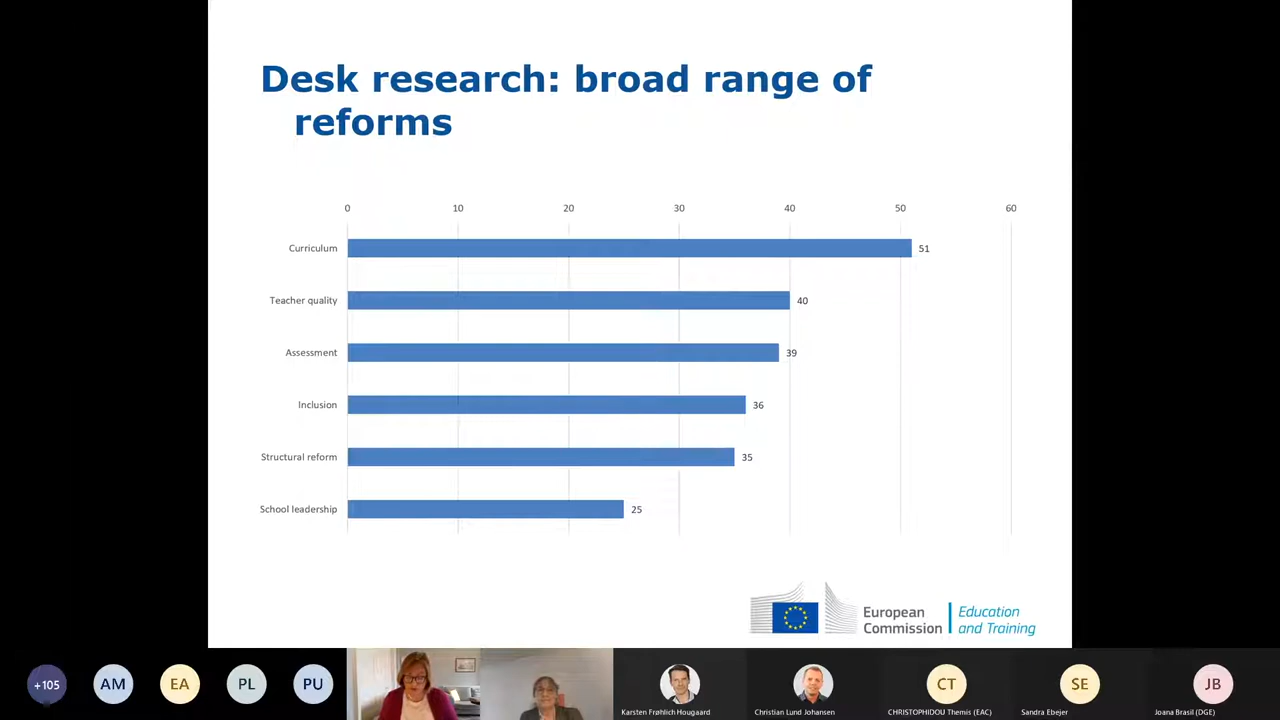 Desk research: broad range of
reforms
0 10 20 30 40 50 60
Curriculum 51
Teacher quality 40
Assessment 39
Inclusion 36
Structural reform 35
School leadership 25
European
Commission
Education
and Training
+105 AM EA PL PU CT SE JB
Karsten Frøhlich Hougaard Christian Lund Johansen CHRISTOPHIDOU Themis (EAC) Sandra Ebejer Joana Brasil (DGE)